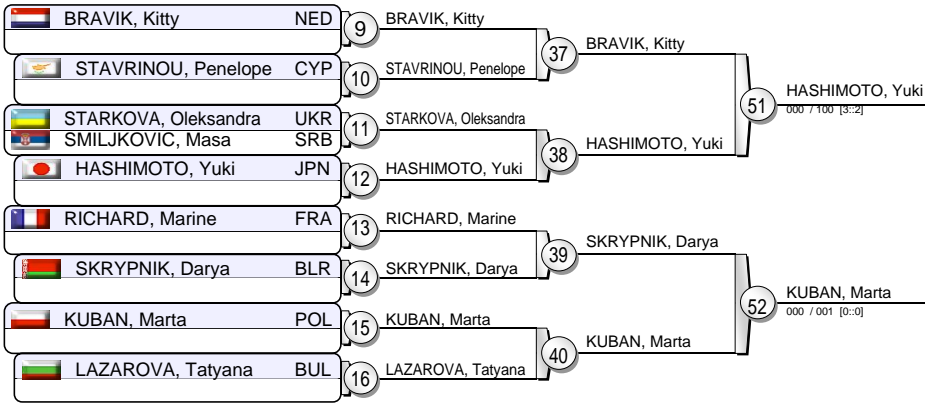 BRAVIK, Kitty NED
9
BRAVIK, Kitty
37
BRAVIK, Kitty
STAVRINOU, Penelope CYP
10
STAVRINOU, Penelope
51
HASHIMOTO, Yuki
000 / 100 [3::2]
STARKOVA, Oleksandra UKR
SMILJKOVIC, Masa SRB
11
STARKOVA, Oleksandra
38
HASHIMOTO, Yuki
HASHIMOTO, Yuki JPN
12
HASHIMOTO, Yuki
RICHARD, Marine FRA
13
RICHARD, Marine
39
SKRYPNIK, Darya
SKRYPNIK, Darya BLR
14
SKRYPNIK, Darya
52
KUBAN, Marta
000 / 001 [0::0]
KUBAN, Marta POL
15
KUBAN, Marta
40
KUBAN, Marta
LAZAROVA, Tatyana BUL
16
LAZAROVA, Tatyana